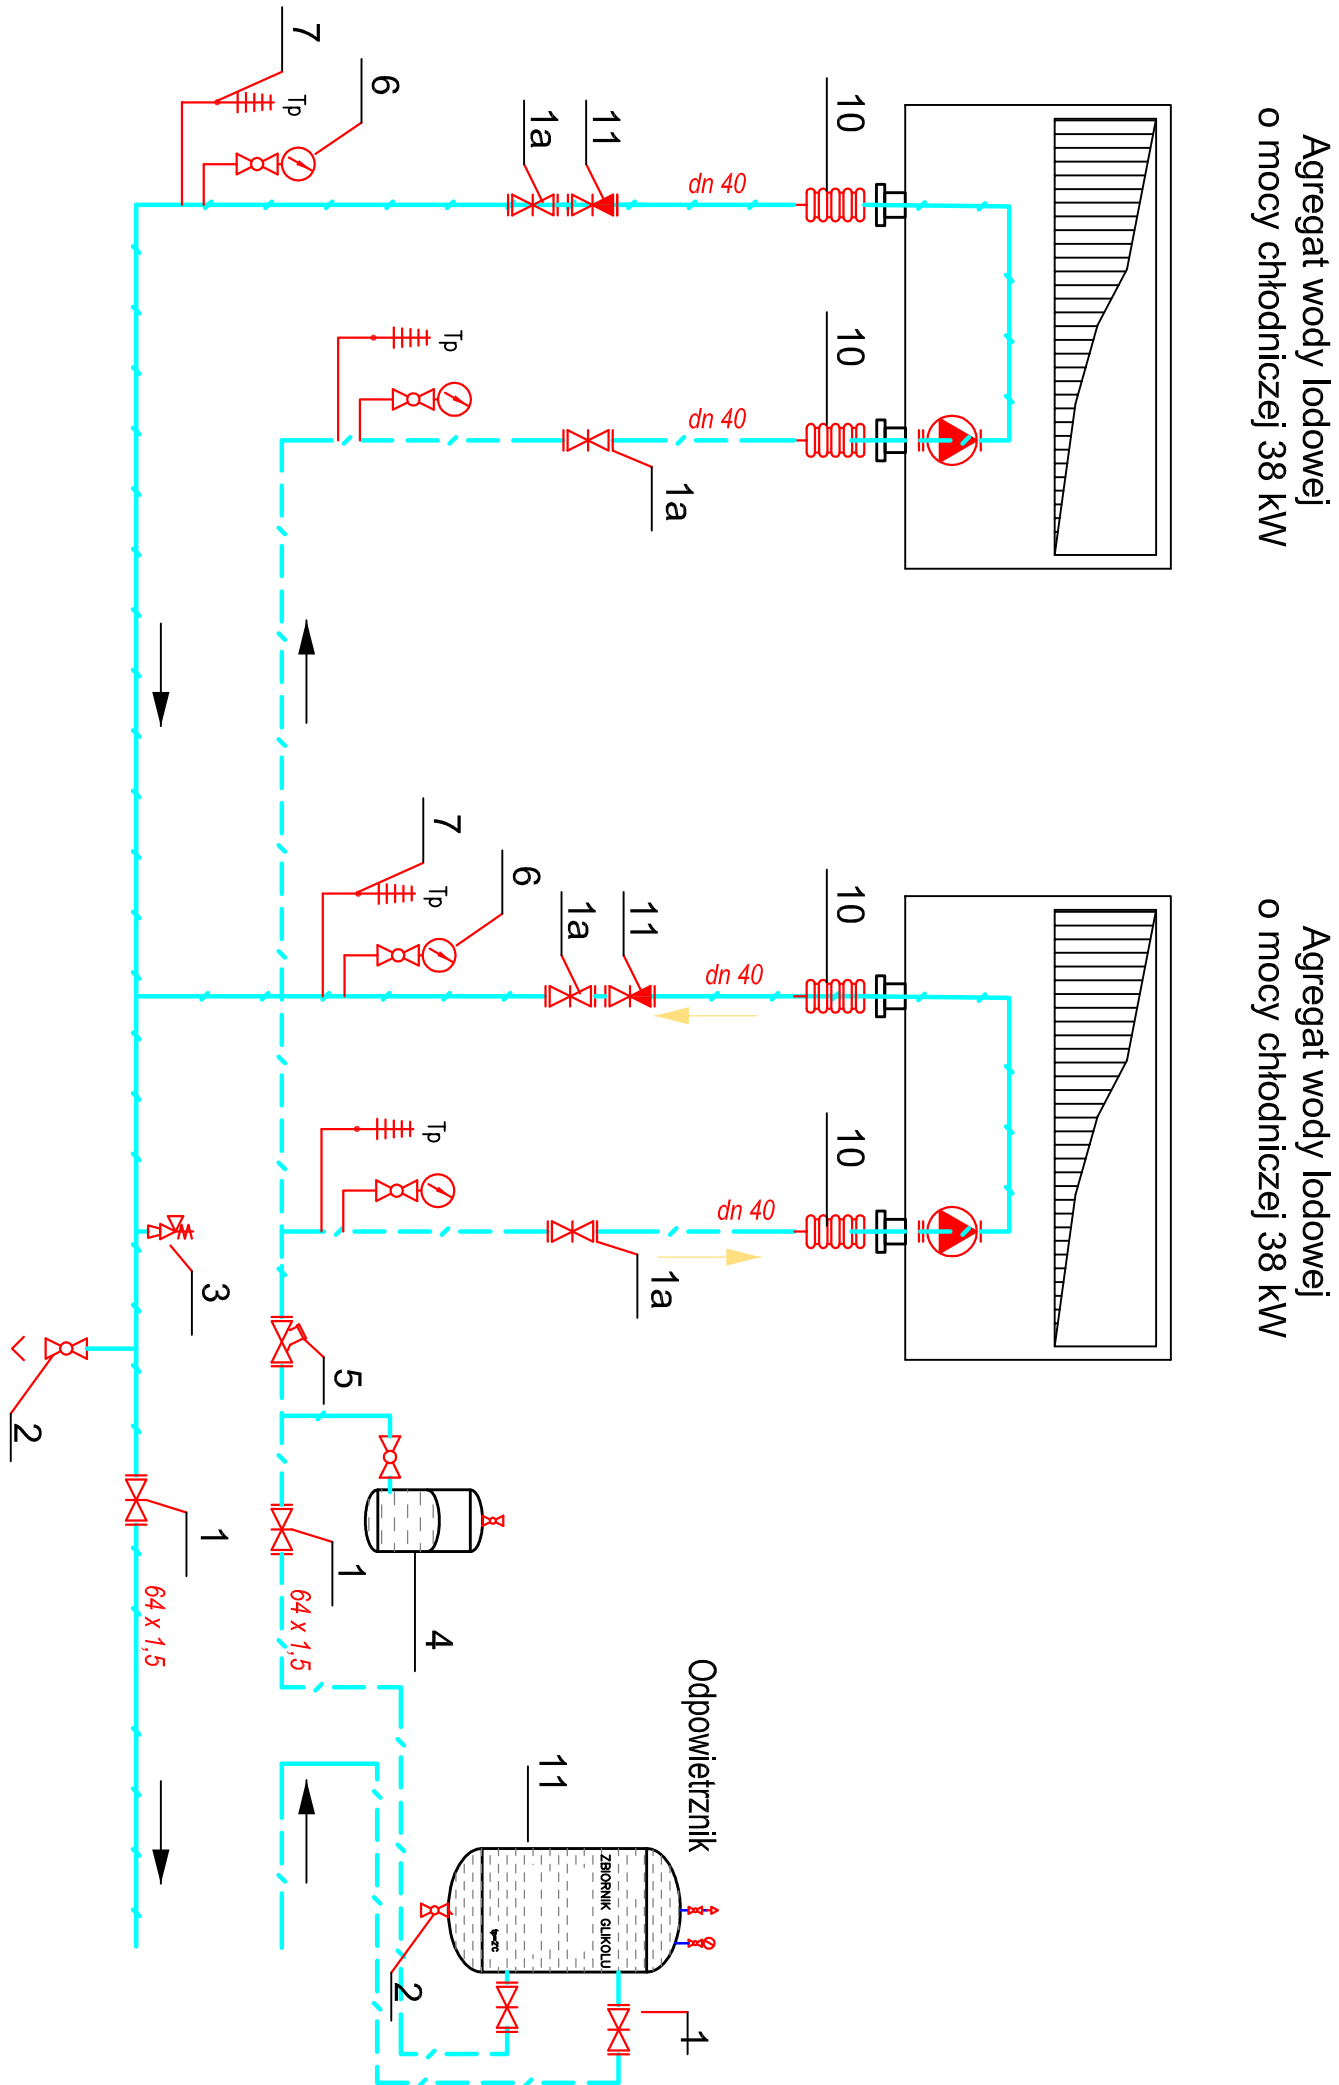 Agregat wody lodowej
o mocy chłodniczej 38 kW
Agregat wody lodowej
o mocy chłodniczej 38 kW
10
10
10
10
dn 40
dn 40
dn 40
dn 40
11
1a
1a
11
1a
1a
6
7
Tp
Tp
6
7
Tp
Tp
3
5
2
1
1
4
64 x 1,5
64 x 1,5
Odpowietrznik
11
ZBIORNIK GLIKOLU
2
1